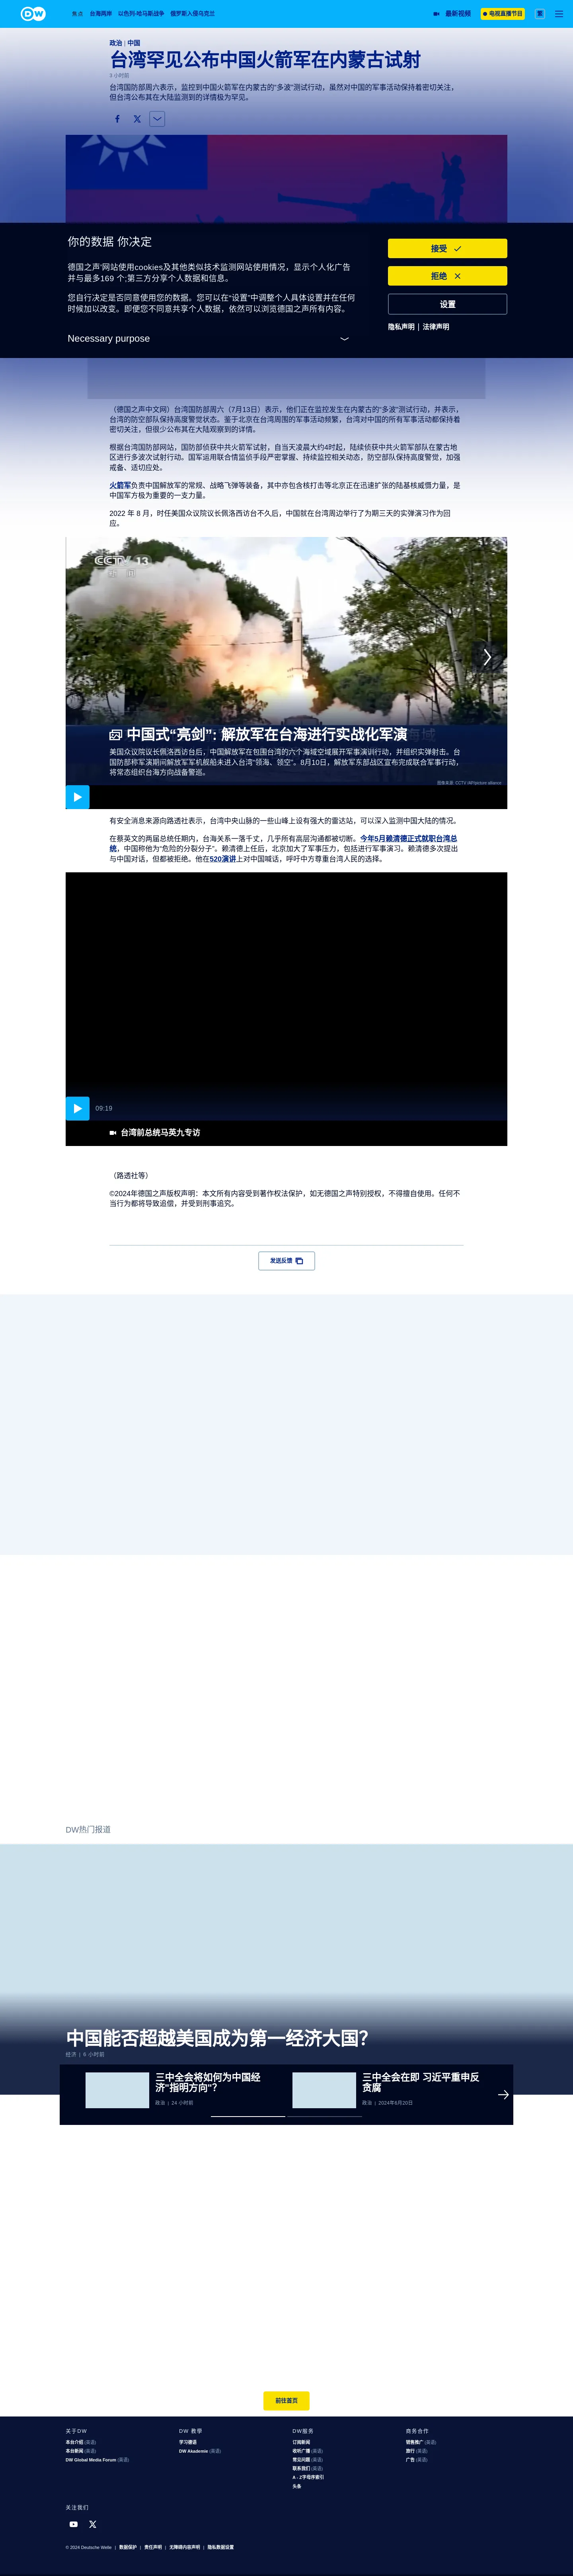 DW
焦点
台海两岸
以色列-哈马斯战争
俄罗斯入侵乌克兰
最新视频
电视直播节目
繁
政治 | 中国
台湾罕见公布中国火箭军在内蒙古试射
3 小时前
台湾国防部周六表示，监控到中国火箭军在内蒙古的“多波”测试行动，虽然对中国的军事活动保持着密切关注，
但台湾公布其在大陆监测到的详情极为罕见。
你的数据 你决定
德国之声'网站使用cookies及其他类似技术监测网站使用情况，显示个人化广告
并与最多169 个;第三方分享个人数据和信息。
您自行决定是否同意使用您的数据。您可以在“设置”中调整个人具体设置并在任何
时候加以改变。即便您不同意共享个人数据，依然可以浏览德国之声所有内容。
Necessary purpose
接受
拒绝
设置
隐私声明 | 法律声明
（德国之声中文网）台湾国防部周六（7月13日）表示，他们正在监控发生在内蒙古的“多波”测试行动，并表示，
台湾的防空部队保持高度警觉状态。鉴于北京在台湾周围的军事活动频繁，台湾对中国的所有军事活动都保持着
密切关注，但很少公布其在大陆观察到的详情。
根据台湾国防部网站，国防部侦获中共火箭军试射，自当天凌晨大约4时起，陆续侦获中共火箭军部队在蒙古地
区进行多波次试射行动。国军运用联合情监侦手段严密掌握、持续监控相关动态，防空部队保持高度警觉，加强
戒备、适切应处。
火箭军负责中国解放军的常规、战略飞弹等装备，其中亦包含核打击等北京正在迅速扩张的陆基核威慑力量，是
中国军方极为重要的一支力量。
2022 年 8 月，时任美国众议院议长佩洛西访台不久后，中国就在台湾周边举行了为期三天的实弹演习作为回
应。
CCTV 13
新 闻
中国式“亮剑”: 解放军在台海进行实战化军演
美国众议院议长佩洛西访台后，中国解放军在包围台湾的六个海域空域展开军事演训行动，并组织实弹射击。台
国防部称军演期间解放军军机舰船未进入台湾“领海、领空”。8月10日，解放军东部战区宣布完成联合军事行动，
将常态组织台海方向战备警巡。
图像来源: CCTV/AP/picture alliance
有安全消息来源向路透社表示，台湾中央山脉的一些山峰上设有强大的雷达站，可以深入监测中国大陆的情况。
在蔡英文的两届总统任期内，台海关系一落千丈，几乎所有高层沟通都被切断。今年5月赖清德正式就职台湾总
统，中国称他为“危险的分裂分子”。赖清德上任后，北京加大了军事压力，包括进行军事演习。赖清德多次提出
与中国对话，但都被拒绝。他在520演讲上对中国喊话，呼吁中方尊重台湾人民的选择。
09:19
台湾前总统马英九专访
（路透社等）
©2024年德国之声版权声明：本文所有内容受到著作权法保护，如无德国之声特别授权，不得擅自使用。任何不
当行为都将导致追偿，并受到刑事追究。
发送反馈
DW热门报道
中国能否超越美国成为第一经济大国？
经济 | 6 小时前
三中全会将如何为中国经
济"指明方向"？
政治 | 24 小时前
三中全会在即 习近平重申反
贪腐
政治 | 2024年6月20日
前往首页
关于DW
本台介绍 (英语)
本台新闻 (英语)
DW Global Media Forum (英语)
DW 教學
学习德语
DW Akademie (英语)
DW服务
订阅新闻
收听广播 (英语)
常见问题 (英语)
联系我们 (英语)
A - Z字母序索引
头条
商务合作
销售推广 (英语)
旅行 (英语)
广告 (英语)
关注我们
© 2024 Deutsche Welle | 数据保护 | 责任声明 | 无障碍内容声明 | 隐私数据设置